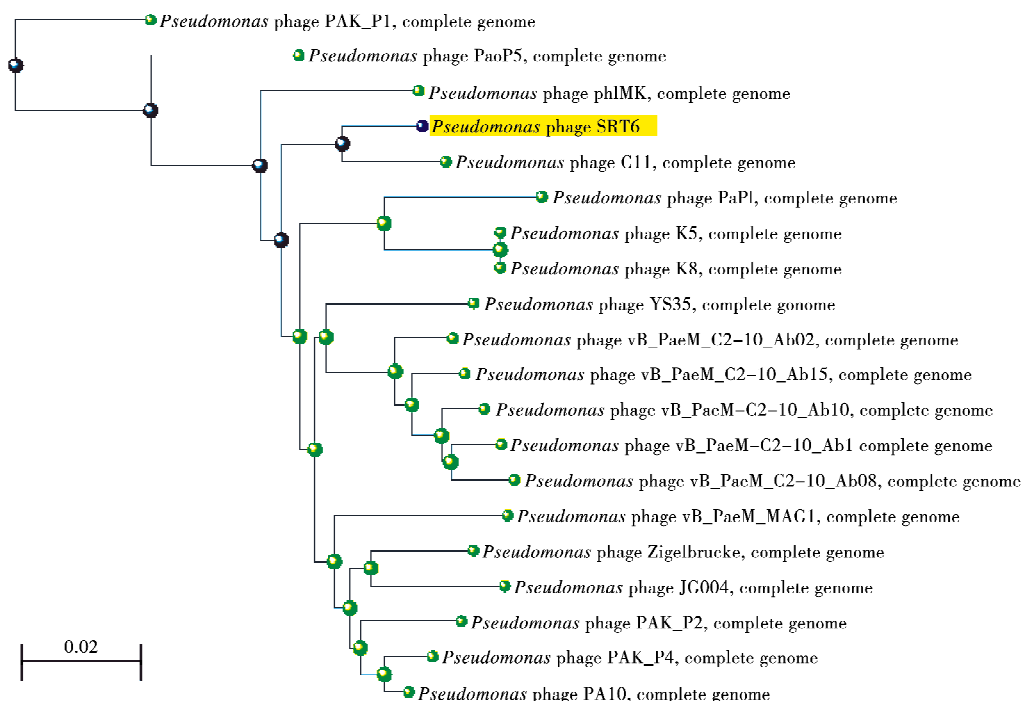 Pseudomonas phage PAK_P1, complete genome
Pseudomonas phage PaoP5, complete genome
Pseudomonas phage phlMK, complete genome
Pseudomonas phage SRT6
Pseudomonas phage C11, complete genome
Pseudomonas phage PaPl, complete genome
Pseudomonas phage K5, complete genome
Pseudomonas phage K8, complete genome
Pseudomonas phage YS35, complete gonome
Pseudomonas phage vB_PaeM_C2-10_Ab02, complete genome
Pseudomonas phage vB_PaeM_C2-10_Ab15, complete genome
Pseudomonas phage vB_PaeM-C2-10_Ab10, complete genome
Pseudomonas phage vB_PaeM-C2-10_Ab1 complete genome
Pseudomonas phage vB_PaeM_C2-10_Ab08, complete genome
Pseudomonas phage vB_PaeM_MAG1, complete genome
Pseudomonas phage Zigelbrucke, complete genome
Pseudomonas phage JG004, complete genome
Pseudomonas phage PAK_P2, complete genome
Pseudomonas phage PAK_P4, complete genome
Pseudomonas phage PA10, complete genome
0.02